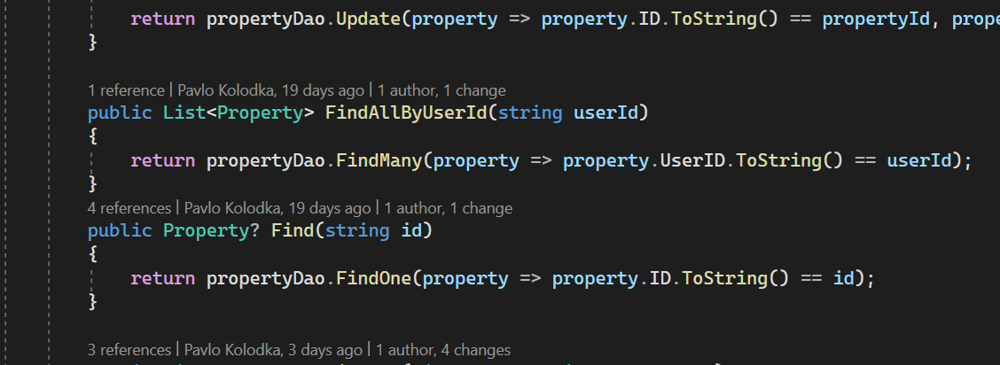 return propertyDao.Update(property => property.ID.ToString() == propertyId, prope
}
1 reference | Pavlo Kolodka, 19 days ago | 1 author, 1 change
public List<Property> FindAllByUserId(string userId)
{
return propertyDao.FindMany(property => property.UserID.ToString() == userId);
}
4 references | Pavlo Kolodka, 19 days ago | 1 author, 1 change
public Property? Find(string id)
{
return propertyDao.FindOne(property => property.ID.ToString() == id);
}
3 references | Pavlo Kolodka, 3 days ago | 1 author, 4 changes